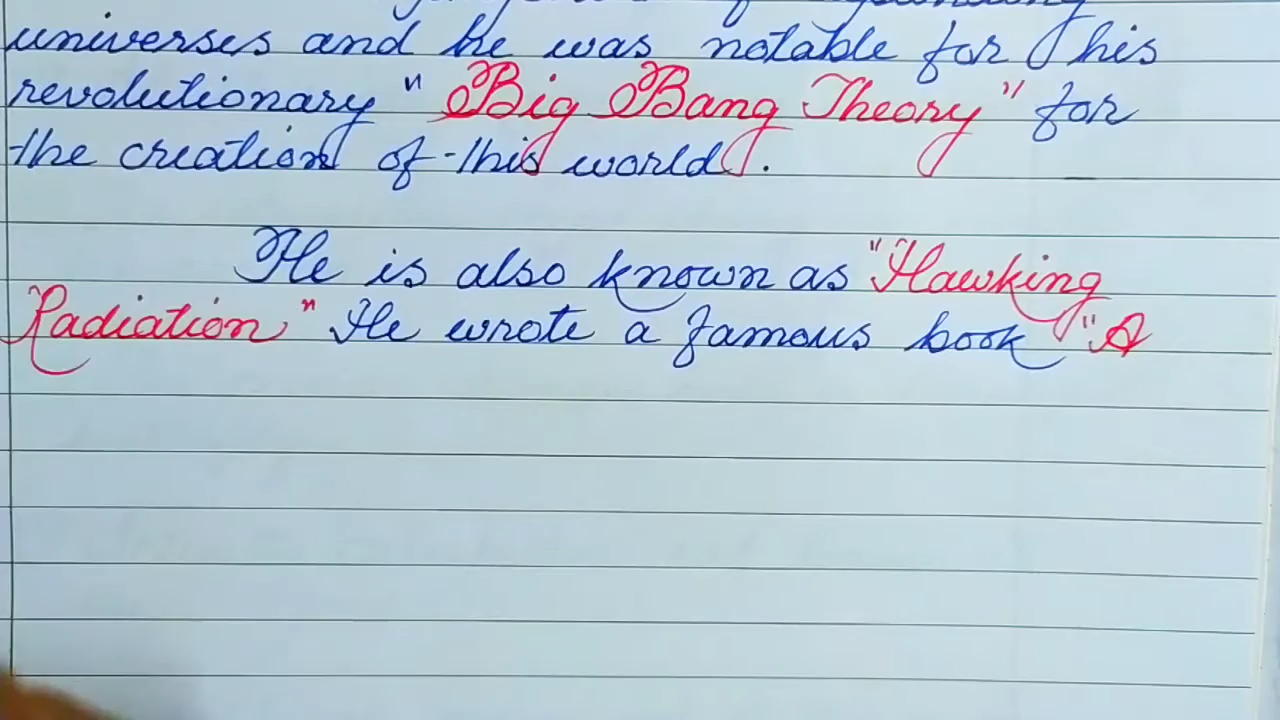 universes and he was notable for his
revolutionary " Big Bang Theory " for
the creation of this world.
He is also known as "Hawking
Radiation" He wrote a famous book "A